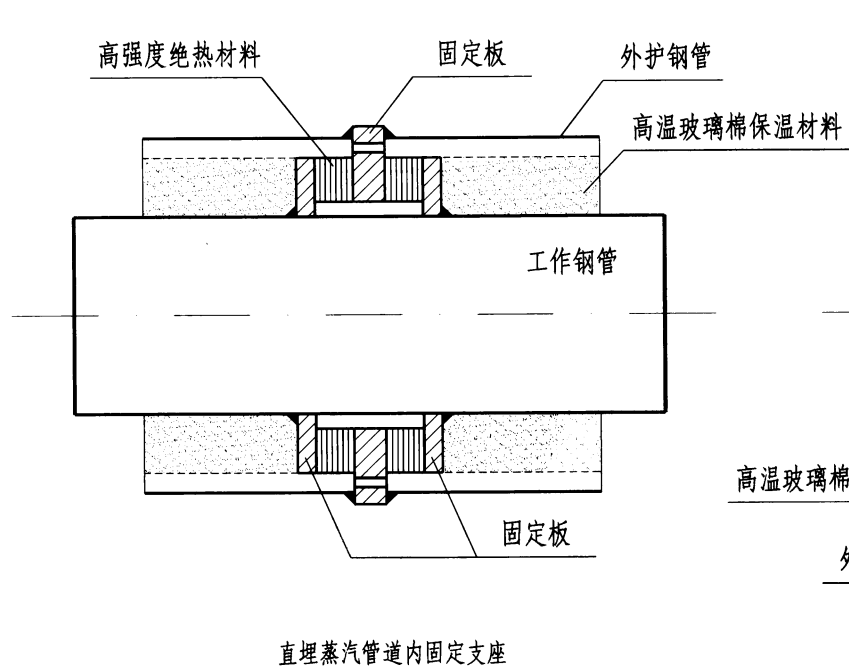 高强度绝热材料
固定板
外护钢管
高温玻璃棉保温材料
工作钢管
高温玻璃棉
固定板
直埋蒸汽管道内固定支座